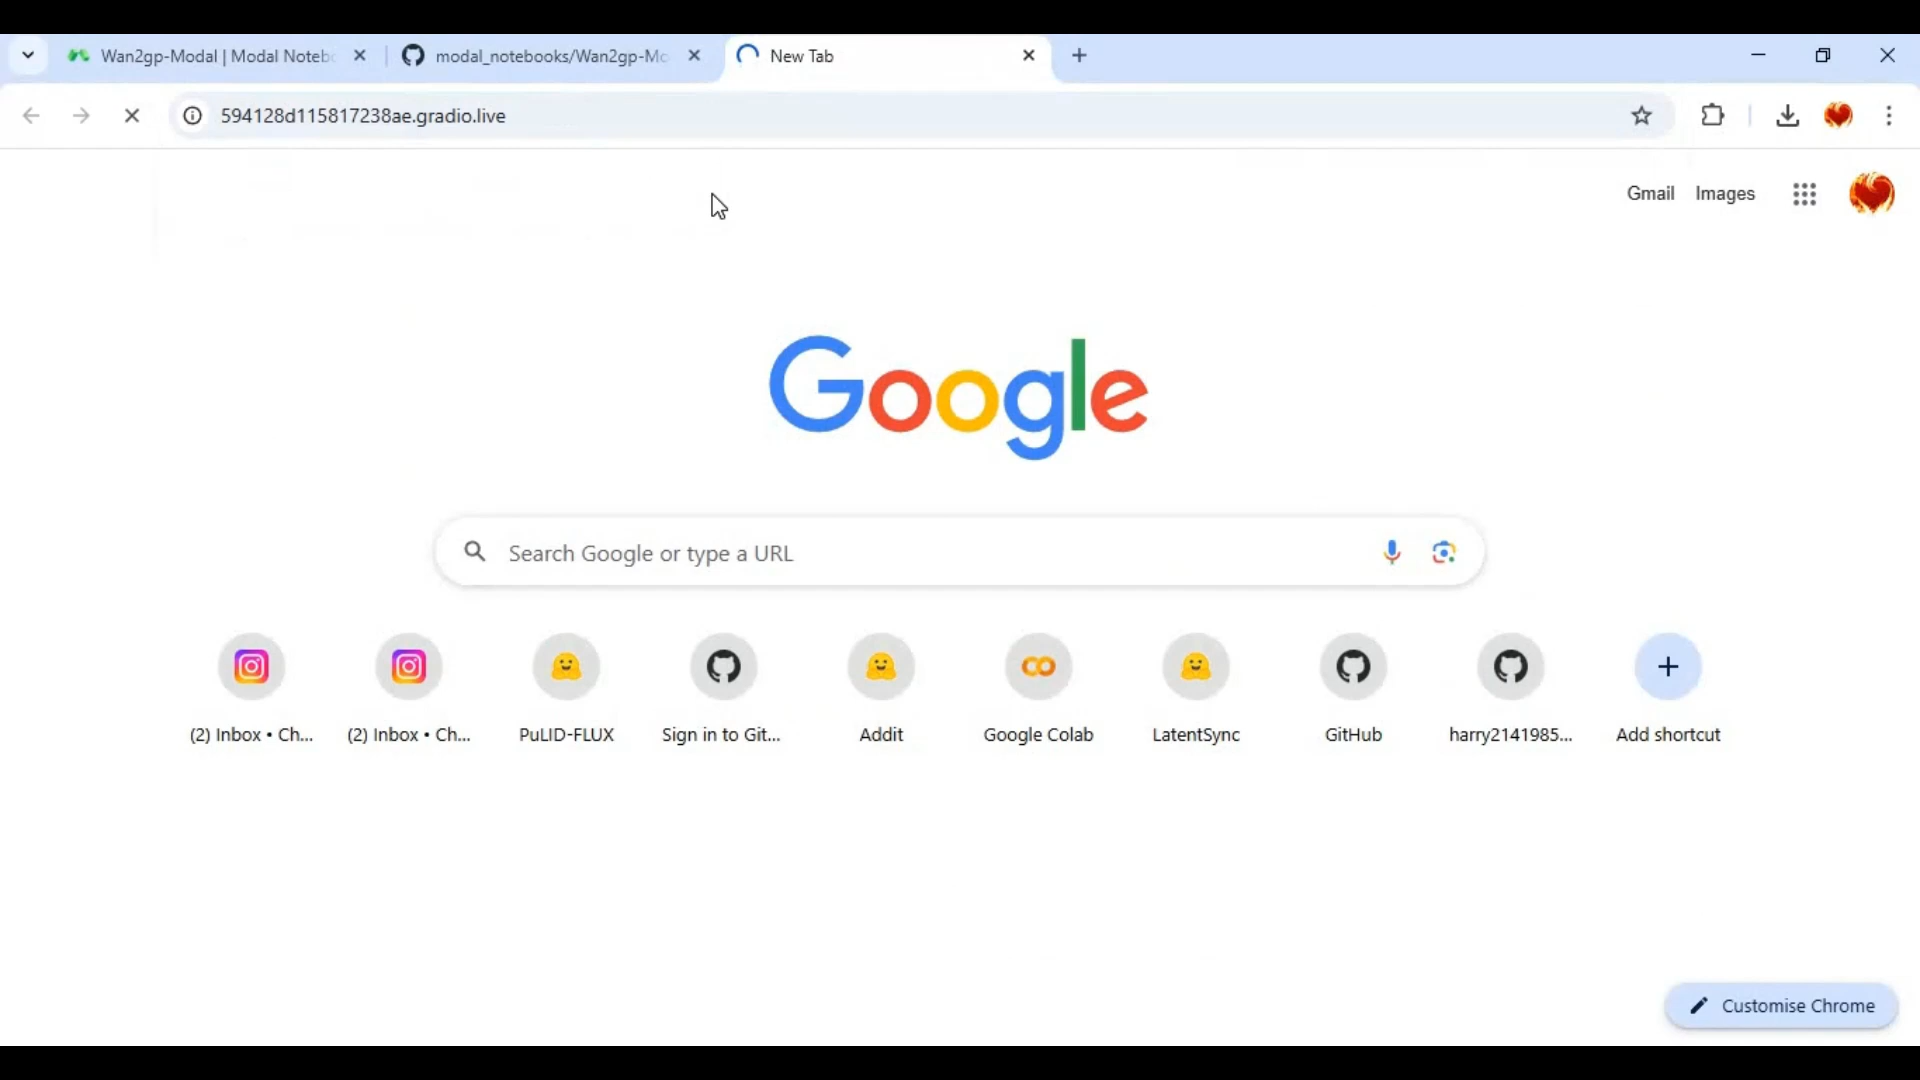 Wan2gp-Modal | Modal Notebo
modal_notebooks/Wan2gp-Mo
New Tab
594128d115817238ae.gradio.live
Gmail
Images
Google
Search Google or type a URL
(2) Inbox • Ch...
(2) Inbox • Ch...
PuLID-FLUX
Sign in to Git...
Addit
Google Colab
LatentSync
GitHub
harry2141985...
Add shortcut
Customise Chrome